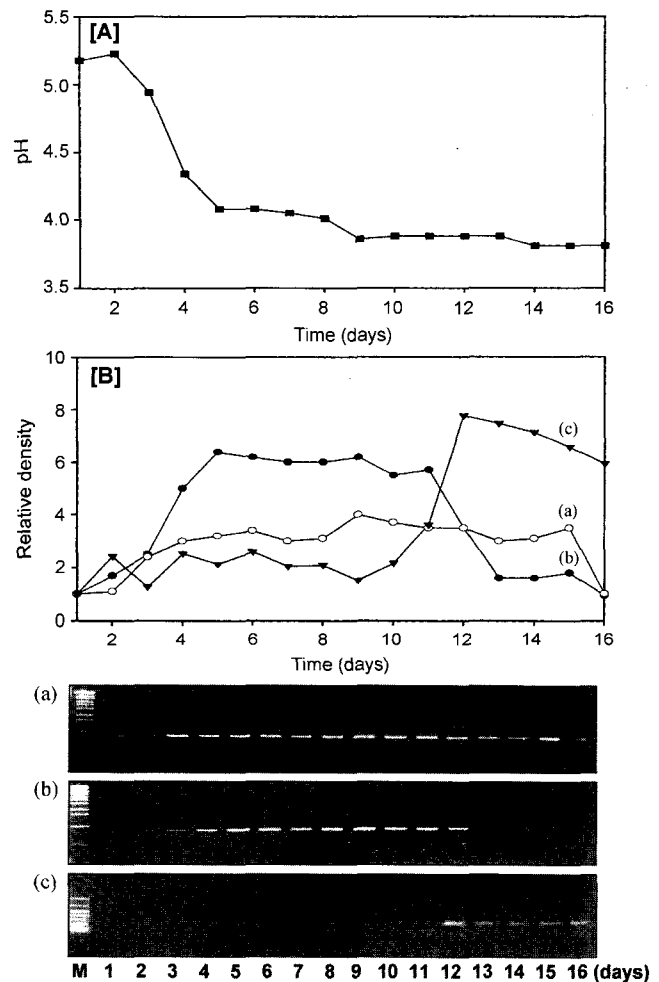 [A]
5.5
5.0
4.5
4.0
3.5
pH
2 4 6 8 10 12 14 16
Time (days)
[B]
10
8
6
4
2
0
Relative density
(c)
(a)
(b)
2 4 6 8 10 12 14 16
Time (days)
(a)
(b)
(c)
M 1 2 3 4 5 6 7 8 9 10 11 12 13 14 15 16 (days)